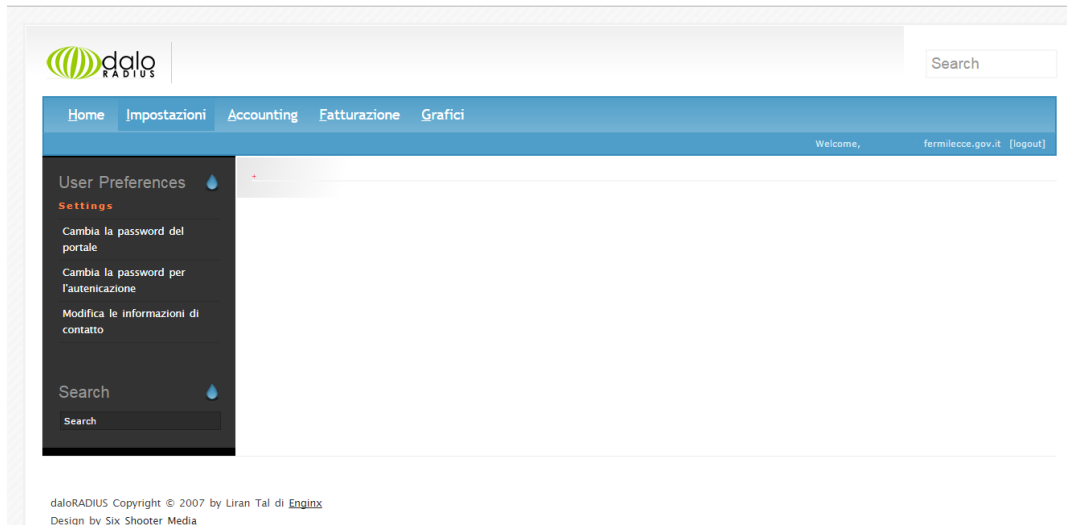 dalo
RADIUS
Search
Home Impostazioni Accounting Fatturazione Grafici
Welcome, fermilecce.gov.it [logout]
User Preferences
Settings
Cambia la password del
portale
Cambia la password per
l'autenicazione
Modifica le informazioni di
contatto
Search
Search
+
daloRADIUS Copyright © 2007 by Liran Tal di Enginx
Design by Six Shooter Media